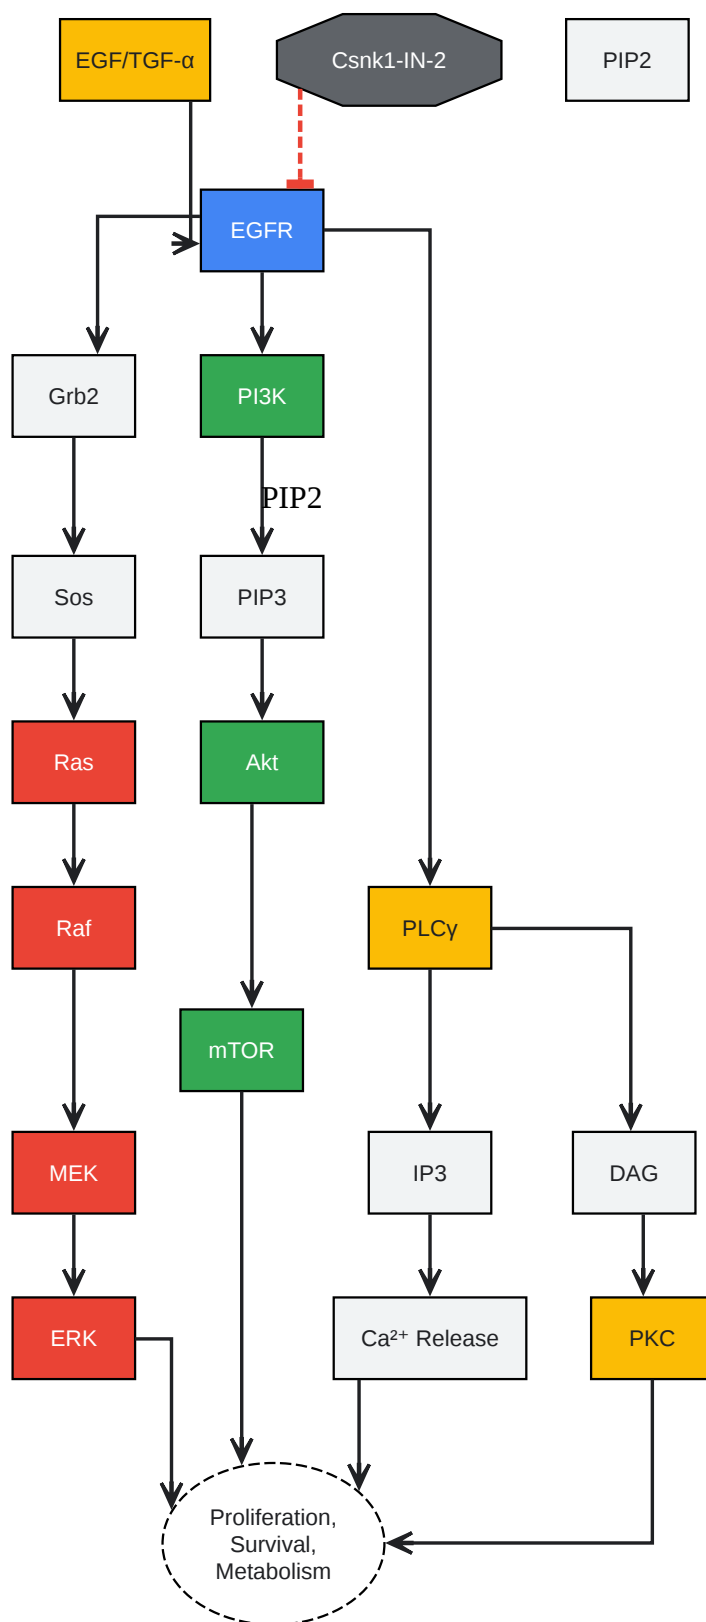 EGF/TGF-α
Csnk1-IN-2
PIP2
EGFR
Grb2
PI3K
PIP2
Sos
PIP3
Ras
Akt
Raf
PLCγ
mTOR
MEK
IP3
DAG
ERK
Ca²⁺ Release
PKC
Proliferation,
Survival,
Metabolism